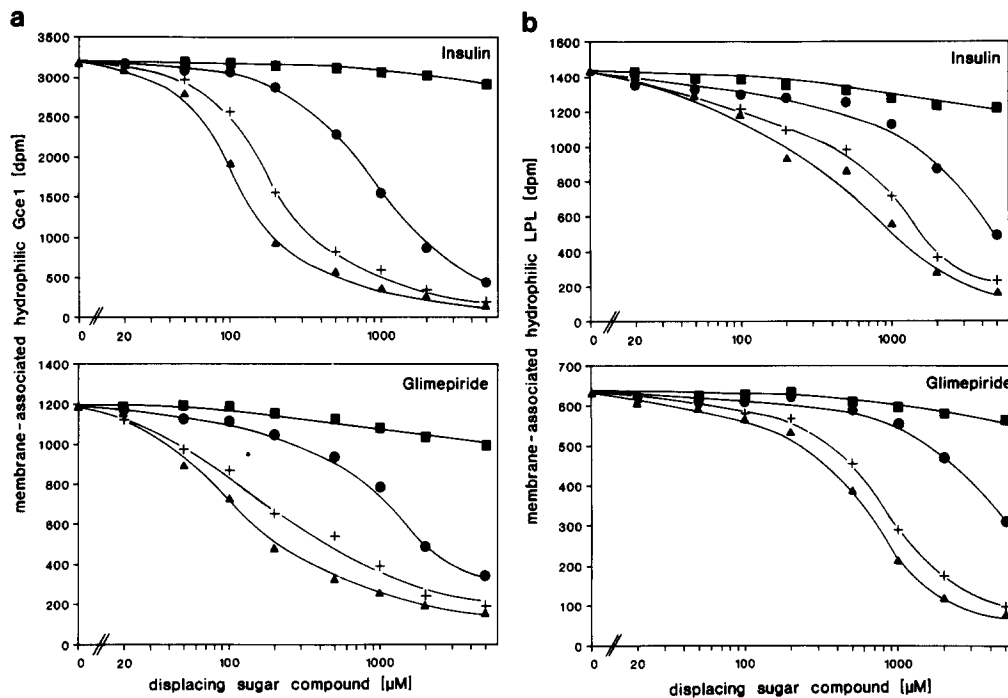 a
membrane-associated hydrophilic Gce1 [dpm]
Insulin
3500
3000
2500
2000
1500
1000
500
0
0 20 100 1000
Glimepiride
1400
1200
1000
800
600
400
200
0
0 20 100 1000
displacing sugar compound [µM]
b
membrane-associated hydrophilic LPL [dpm]
Insulin
1600
1400
1200
1000
800
600
400
200
0
0 20 100 1000
Glimepiride
700
600
500
400
300
200
100
0
0 20 100 1000
displacing sugar compound [µM]